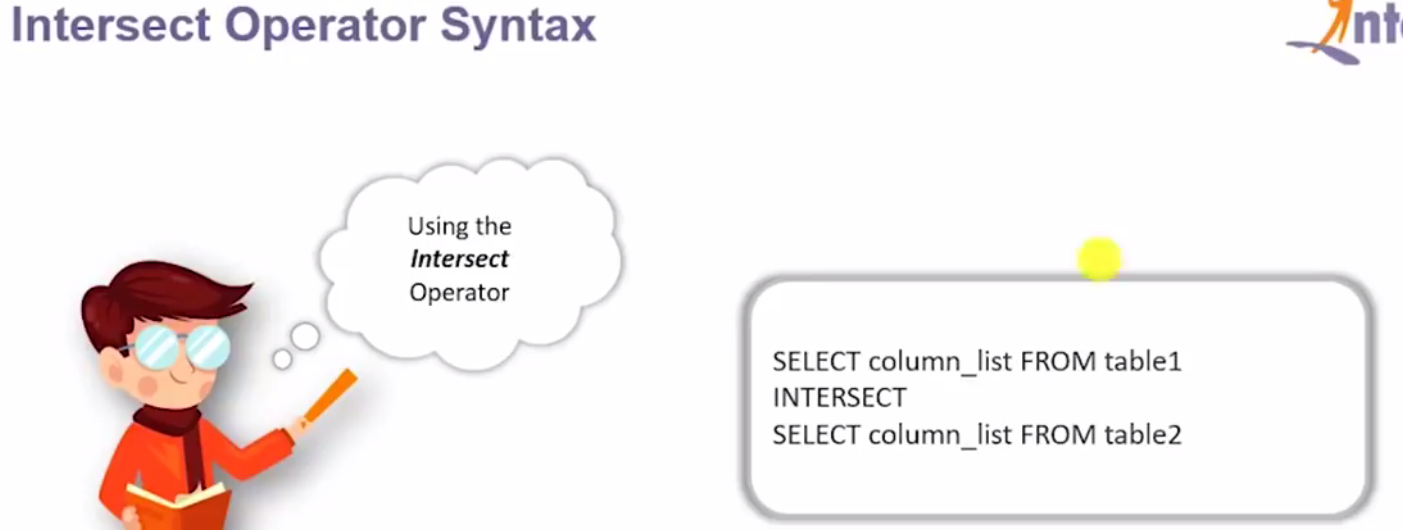 Intersect Operator Syntax
Using the
Intersect
Operator
SELECT column_list FROM table1
INTERSECT
SELECT column_list FROM table2